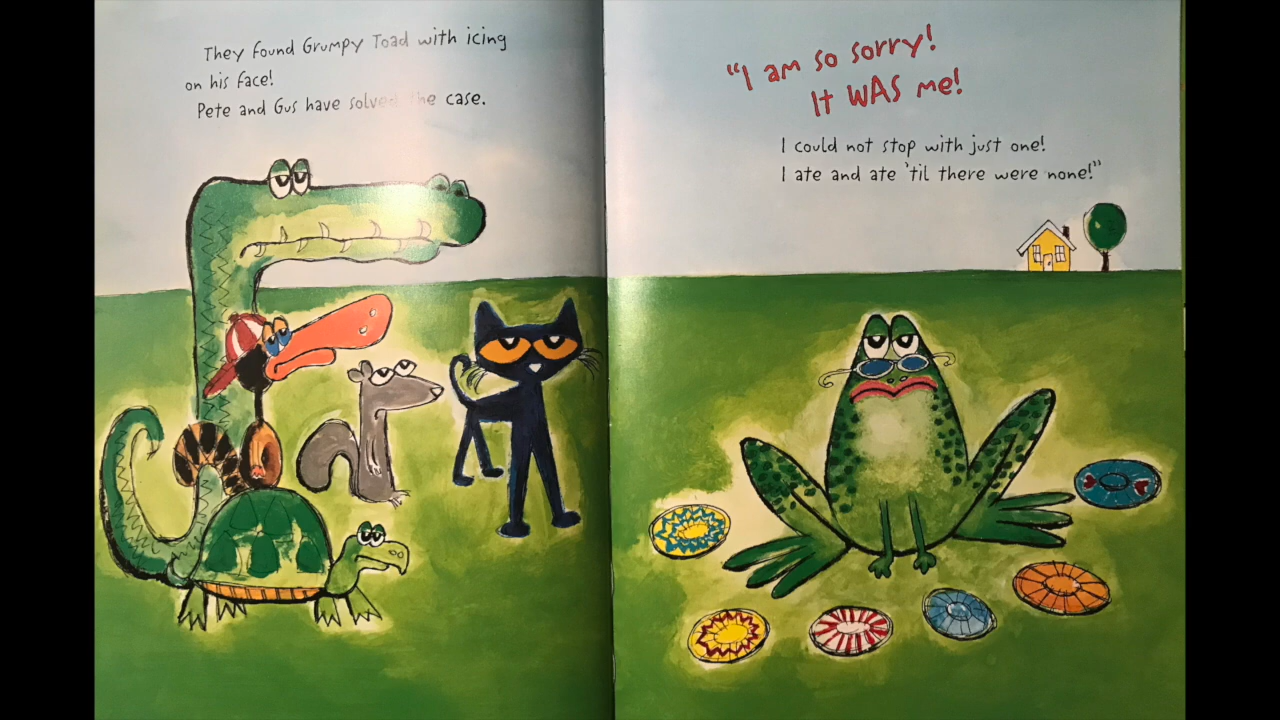 They found Grumpy Toad with icing
on his face!
Pete and Gus have solved the case.
"I am so sorry!
It WAS me!
I could not stop with just one!
I ate and ate 'til there were none!"